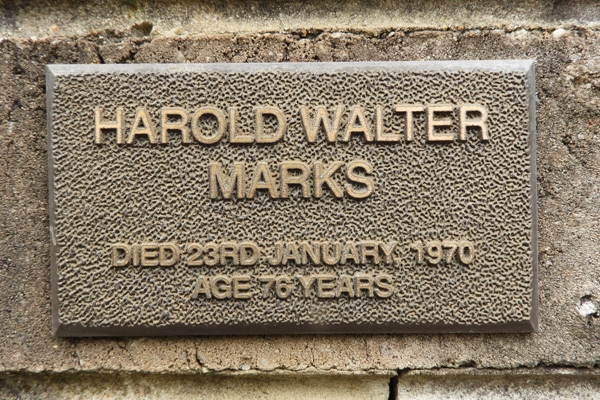 HAROLD WALTER
MARKS
DIED 23RD JANUARY, 1970
AGE 76 YEARS